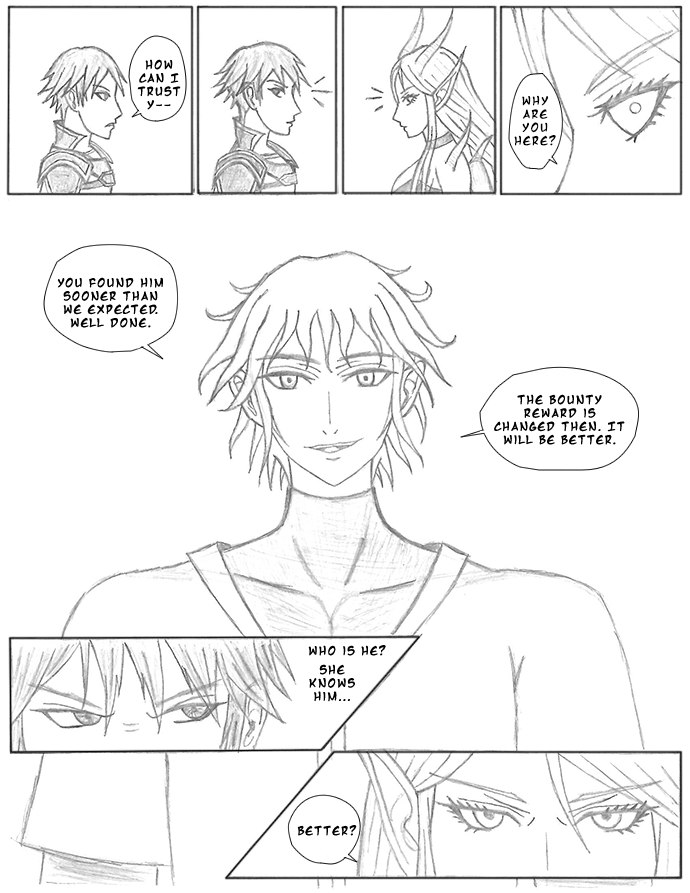 HOW
CAN I
TRUST
Y--
WHY
ARE
YOU
HERE?
YOU FOUND HIM
SOONER THAN
WE EXPECTED.
WELL DONE.
THE BOUNTY
REWARD IS
CHANGED THEN. IT
WILL BE BETTER.
WHO IS HE?
SHE
KNOWS
HIM...
BETTER?